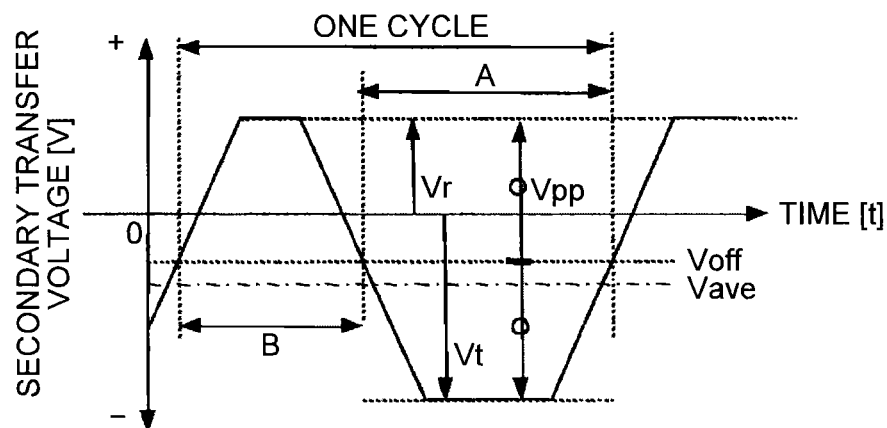 ONE CYCLE
+
A
SECONDARY TRANSFER
VOLTAGE [V]
Vr
Vpp
0
TIME [t]
Voff
Vave
B
Vt
−